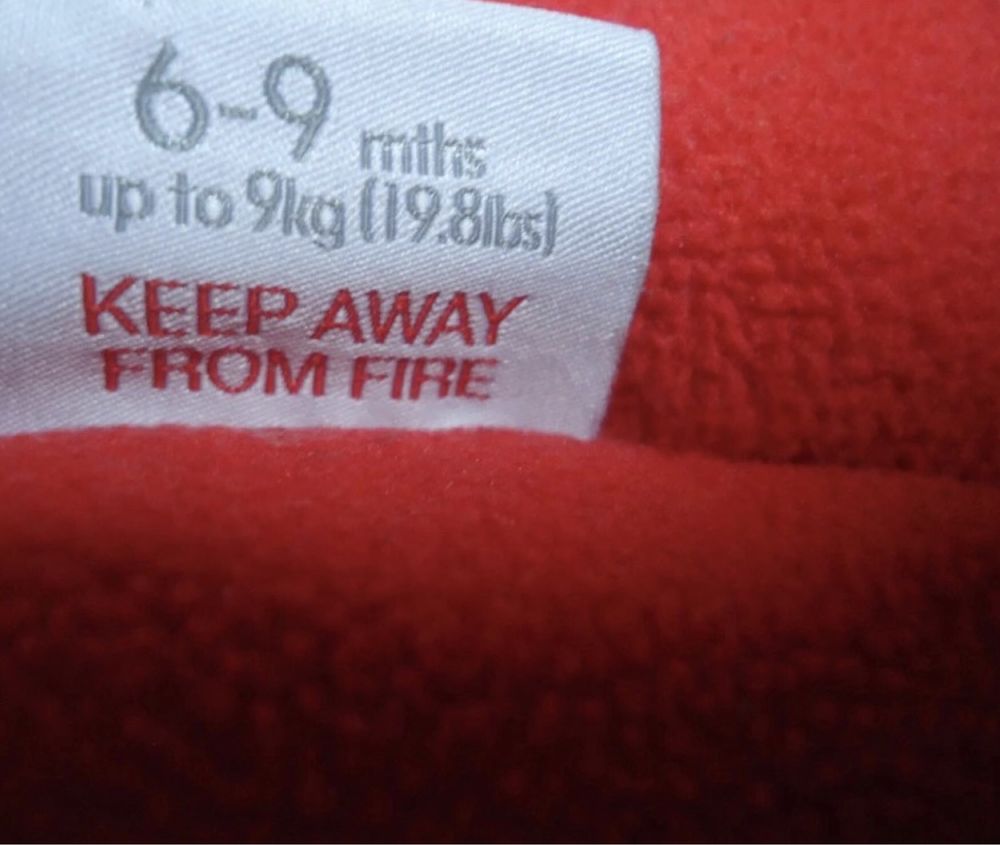 6-9 mths
up to 9kg (19.8lbs)
KEEP AWAY
FROM FIRE